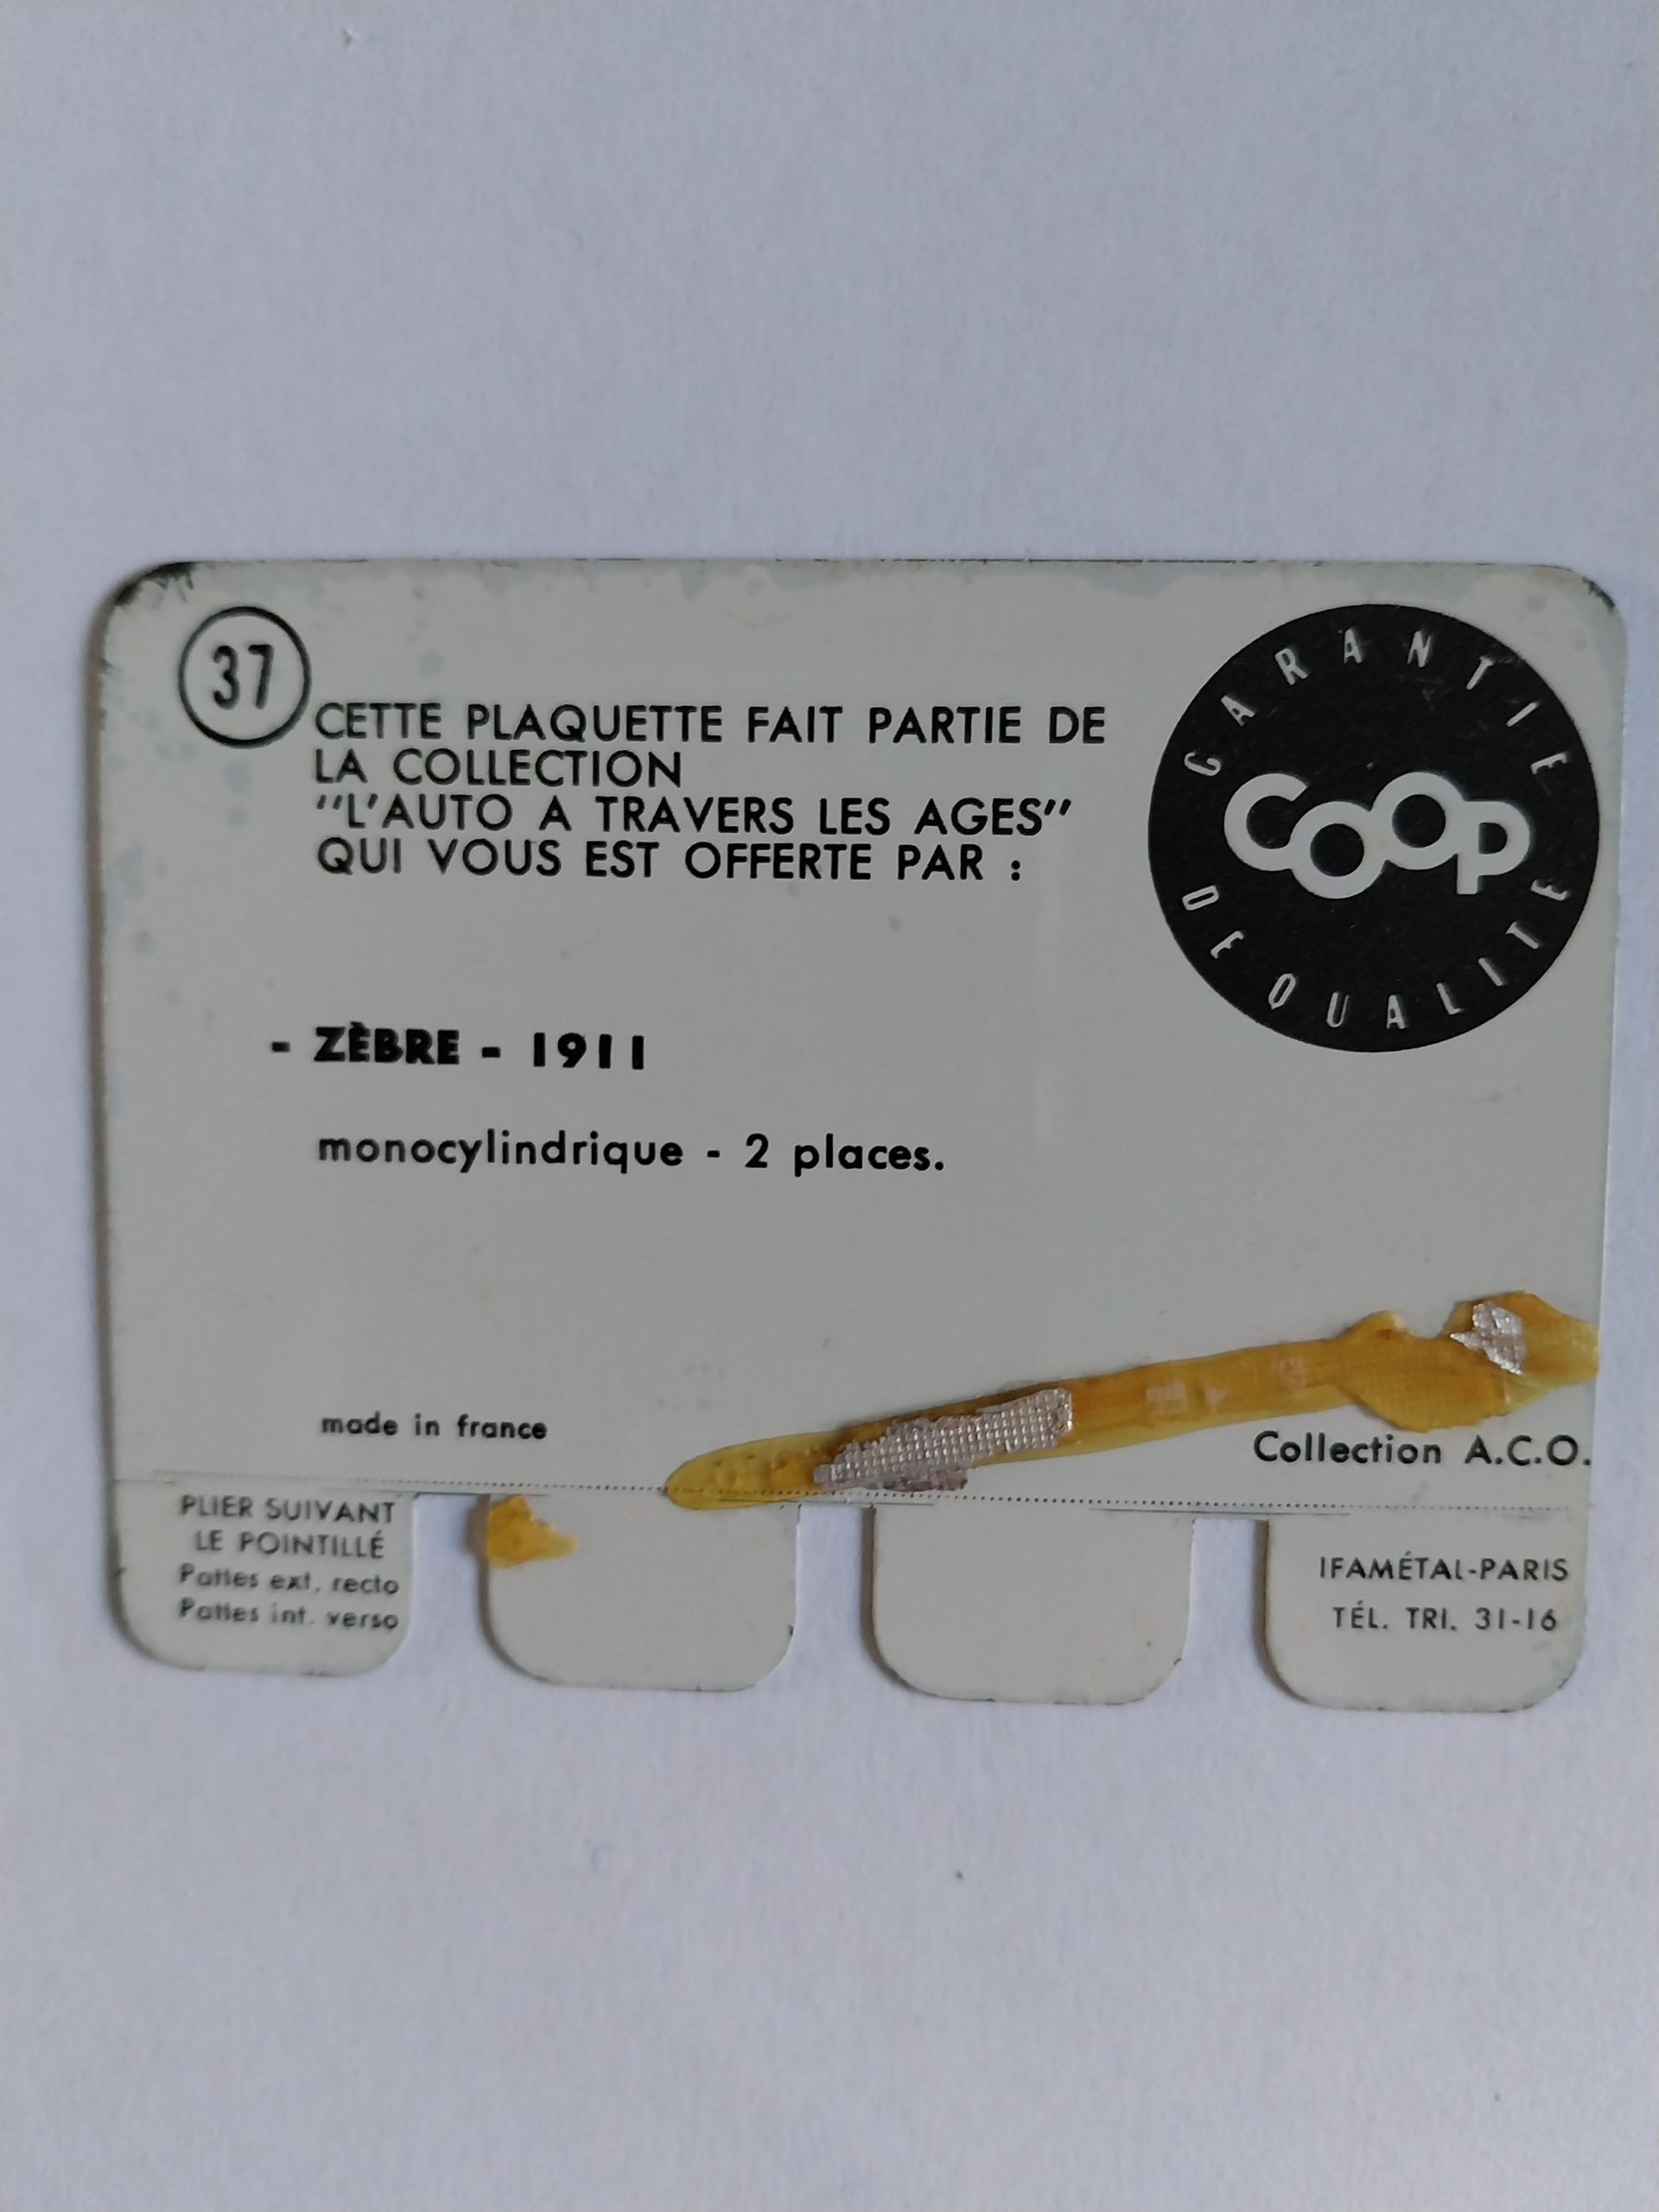 37
CETTE PLAQUETTE FAIT PARTIE DE
LA COLLECTION
"L'AUTO A TRAVERS LES AGES"
QUI VOUS EST OFFERTE PAR :
GARANTIE
COOP
DE QUALITE
- ZÈBRE - 1911
monocylindrique - 2 places.
made in france
Collection A.C.O.
PLIER SUIVANT
LE POINTILLÉ
Pattes ext. recto
Pattes int. verso
IFAMÉTAL-PARIS
TÉL. TRI. 31-16